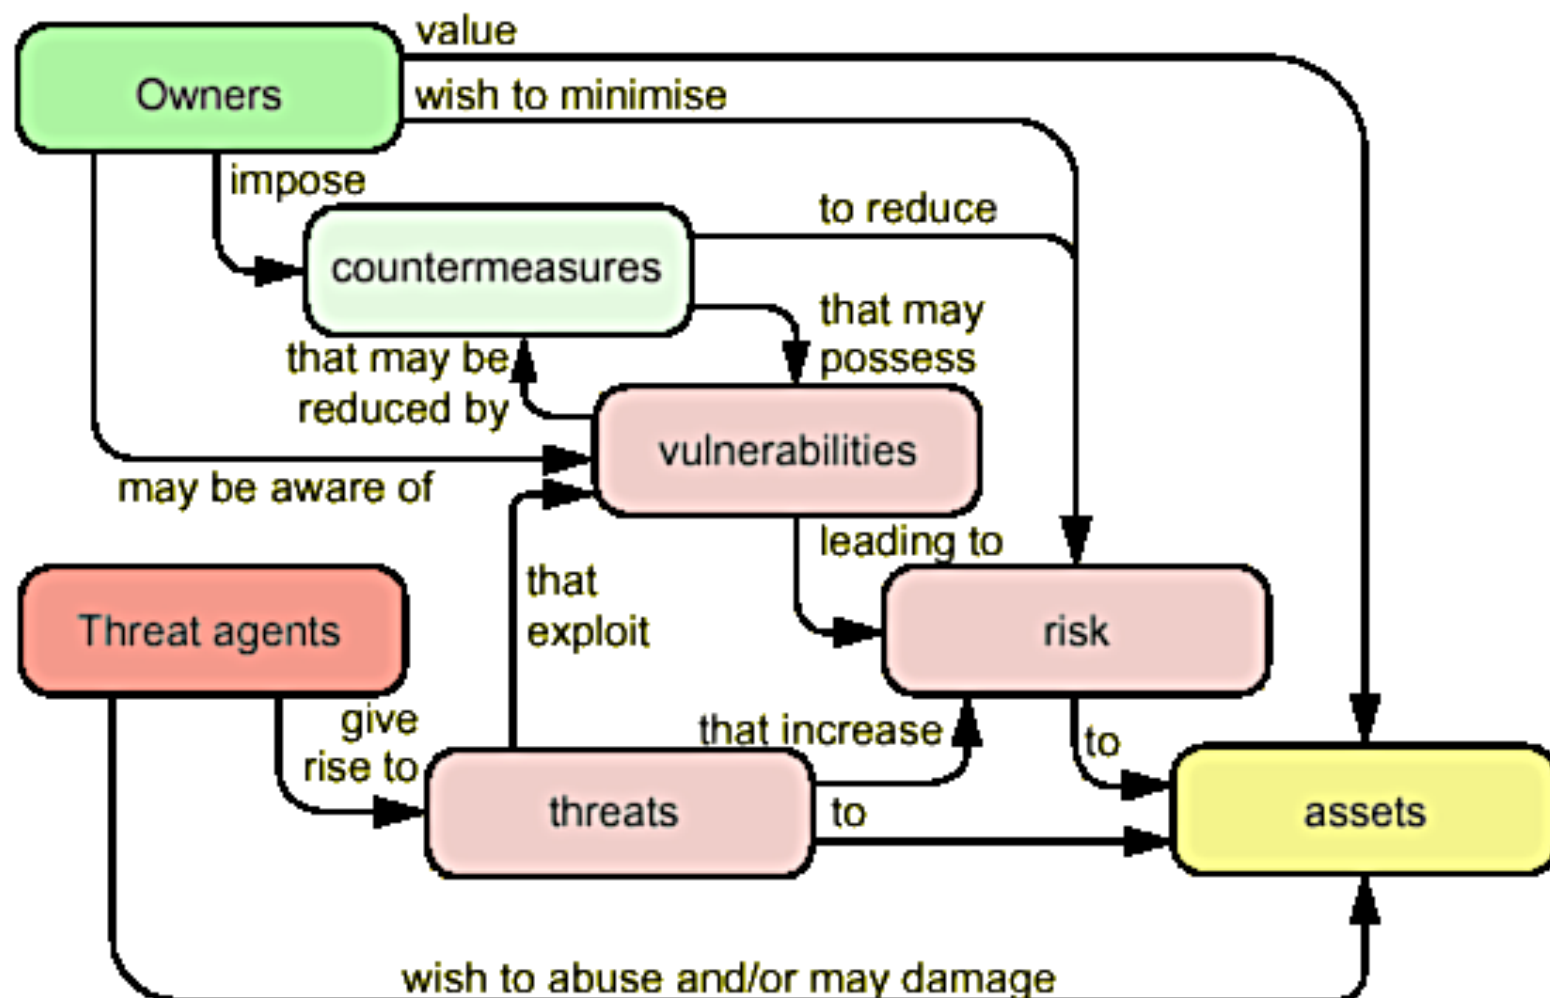 value
Owners
wish to minimise
impose
to reduce
countermeasures
that may
possess
that may be
reduced by
vulnerabilities
may be aware of
leading to
that
exploit
Threat agents
risk
give
rise to
that increase
to
threats
to
assets
wish to abuse and/or may damage